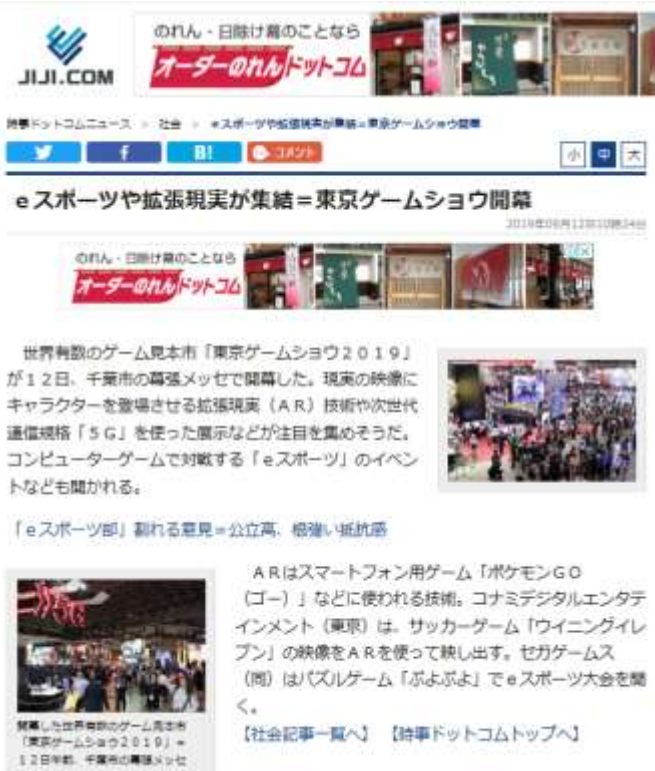 JIJI.COM
のれん・日除け幕のことなら
オーダーのれんドットコム
時事ドットコムニュース > 社会 > eスポーツや拡張現実が集結=東京ゲームショウ開幕
B! コメント
小 中 大
eスポーツや拡張現実が集結=東京ゲームショウ開幕
2019年09月12日10時34分
のれん・日除け幕のことなら
オーダーのれんドットコム
世界有数のゲーム見本市「東京ゲームショウ2019」
が12日、千葉市の幕張メッセで開幕した。現実の映像に
キャラクターを登場させる拡張現実(AR)技術や次世代
通信規格「5G」を使った展示などが注目を集めそうだ。
コンピューターゲームで対戦する「eスポーツ」のイベン
トなども開かれる。
「eスポーツ部」割れる意見=公立高、根強い抵抗感
ARはスマートフォン用ゲーム「ポケモンGO
(ゴー)」などに使われる技術。コナミデジタルエンタテ
インメント(東京)は、サッカーゲーム「ウイニングイレ
ブン」の映像をARを使って映し出す。セガゲームス
(同)はパズルゲーム「ぷよぷよ」でeスポーツ大会を開
く。
【社会記事一覧へ】 【時事ドットコムトップへ】
開幕した世界有数のゲーム見本市
「東京ゲームショウ2019」=
12日午前、千葉市の幕張メッセ